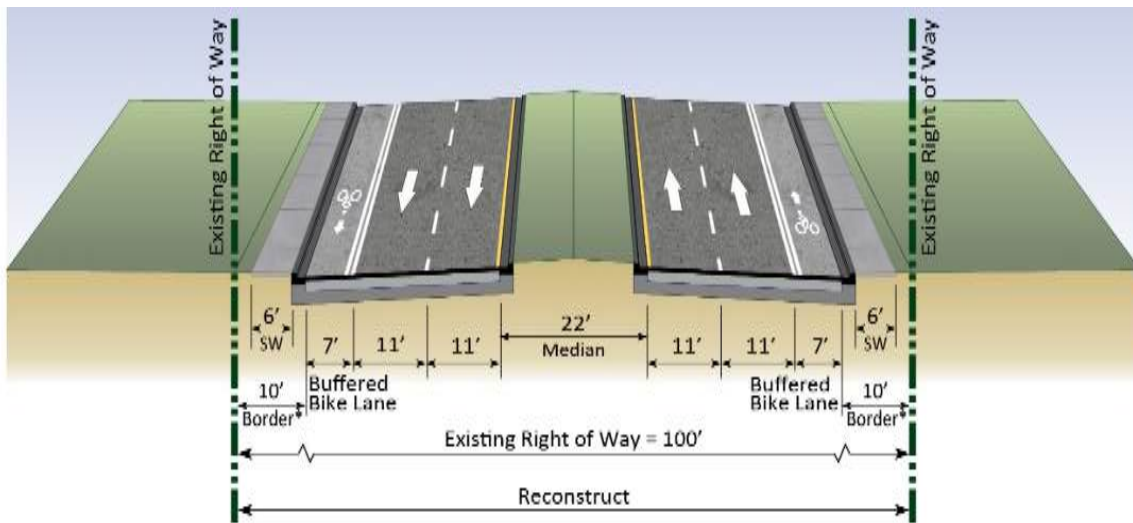 Existing Right of Way
Existing Right of Way
6’
SW
7’
11’
11’
22’
Median
11’
11’
7’
6’
SW
10’
Border*
Buffered
Bike Lane
Buffered
Bike Lane
10’
Border*
Existing Right of Way = 100’
Reconstruct